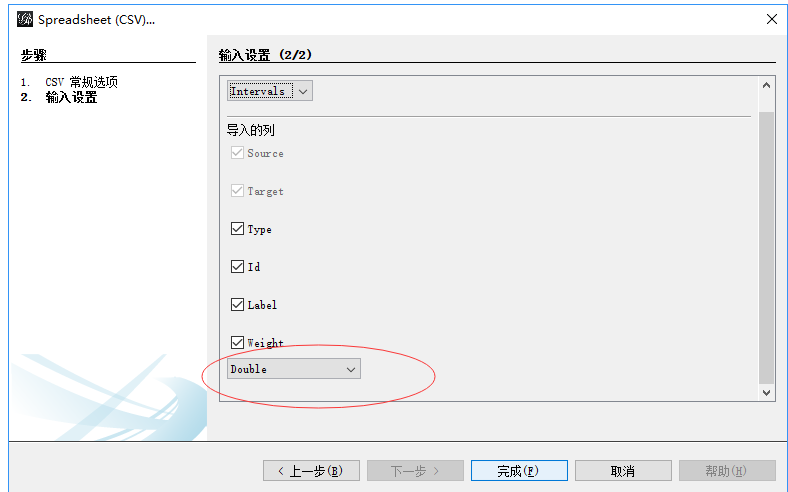 Spreadsheet (CSV)...
步骤
1. CSV 常规选项
2. 输入设置
输入设置 (2/2)
Intervals
导入的列
Source
Target
Type
Id
Label
Weight
Double
< 上一步(B)
下一步 >
完成(F)
取消
帮助(H)